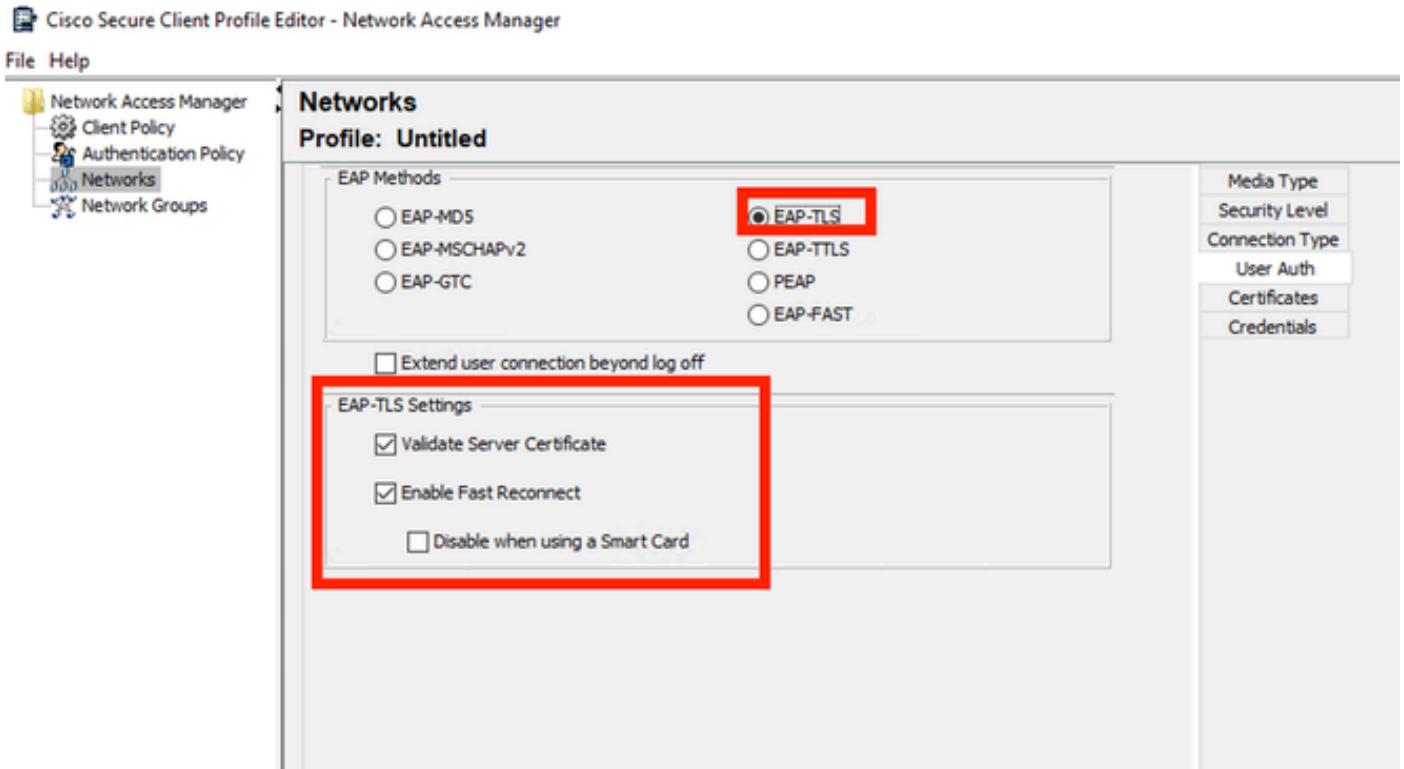 Cisco Secure Client Profile Editor - Network Access Manager
File Help
Network Access Manager
Client Policy
Authentication Policy
Networks
Network Groups
Networks
Profile: Untitled
EAP Methods
EAP-MD5
EAP-TLS
EAP-MSCHAPv2
EAP-TTLS
EAP-GTC
PEAP
EAP-FAST
Extend user connection beyond log off
EAP-TLS Settings
Validate Server Certificate
Enable Fast Reconnect
Disable when using a Smart Card
Media Type
Security Level
Connection Type
User Auth
Certificates
Credentials